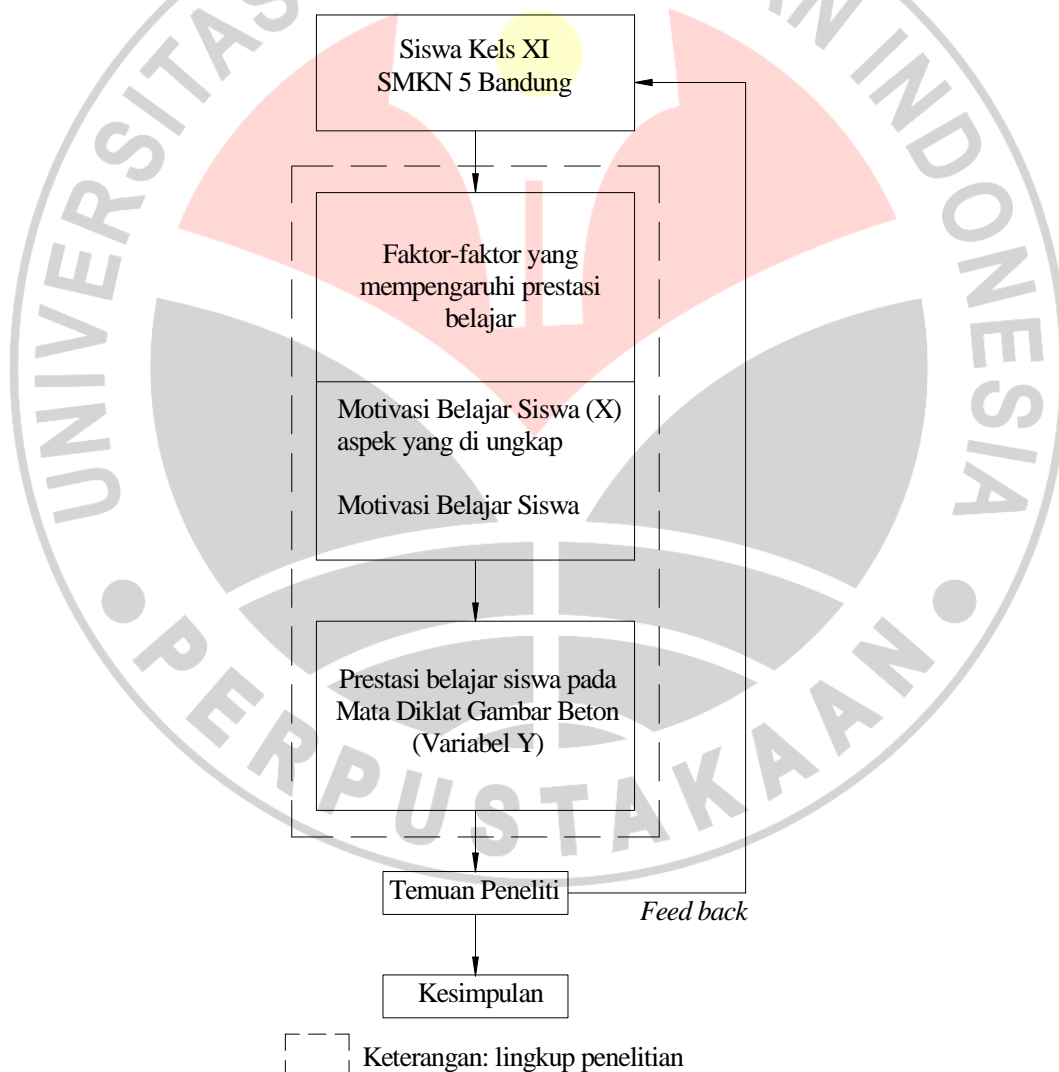 UNIVERSITAS
AN INDONESIA
PERPUSTAKAAN
Siswa Kels XI
SMKN 5 Bandung
Faktor-faktor yang
mempengaruhi prestasi
belajar
Motivasi Belajar Siswa (X)
aspek yang di ungkap
Motivasi Belajar Siswa
Prestasi belajar siswa pada
Mata Diklat Gambar Beton
(Variabel Y)
Temuan Peneliti
Feed back
Kesimpulan
Keterangan: lingkup penelitian